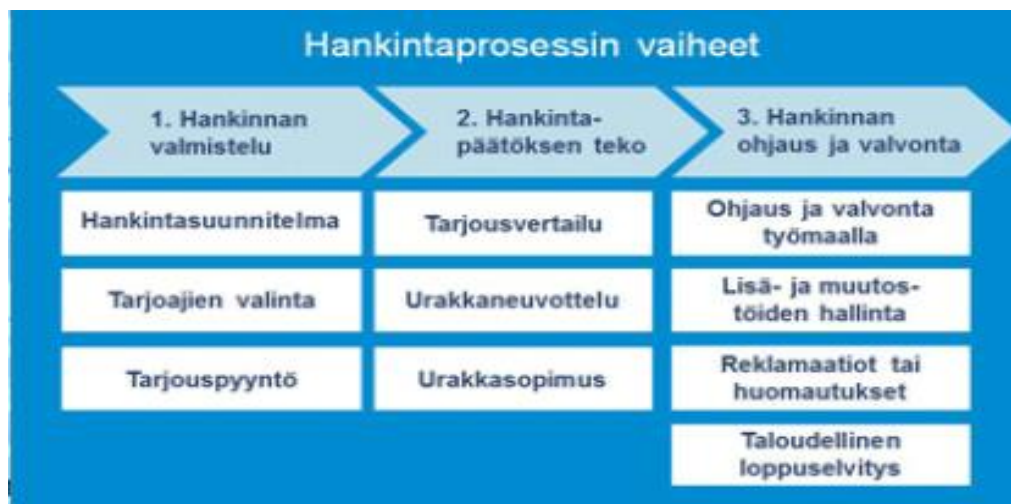 Hankintaprosessin vaiheet
1. Hankinnan
valmistelu
2. Hankinta-
päätöksen teko
3. Hankinnan
ohjaus ja valvonta
Hankintasuunnitelma
Tarjoajien valinta
Tarjouspyyntö
Tarjousvertailu
Urakkaneuvottelu
Urakkasopimus
Ohjaus ja valvonta
työmaalla
Lisä- ja muutos-
töiden hallinta
Reklamaatiot tai
huomautukset
Taloudellinen
loppuselvitys